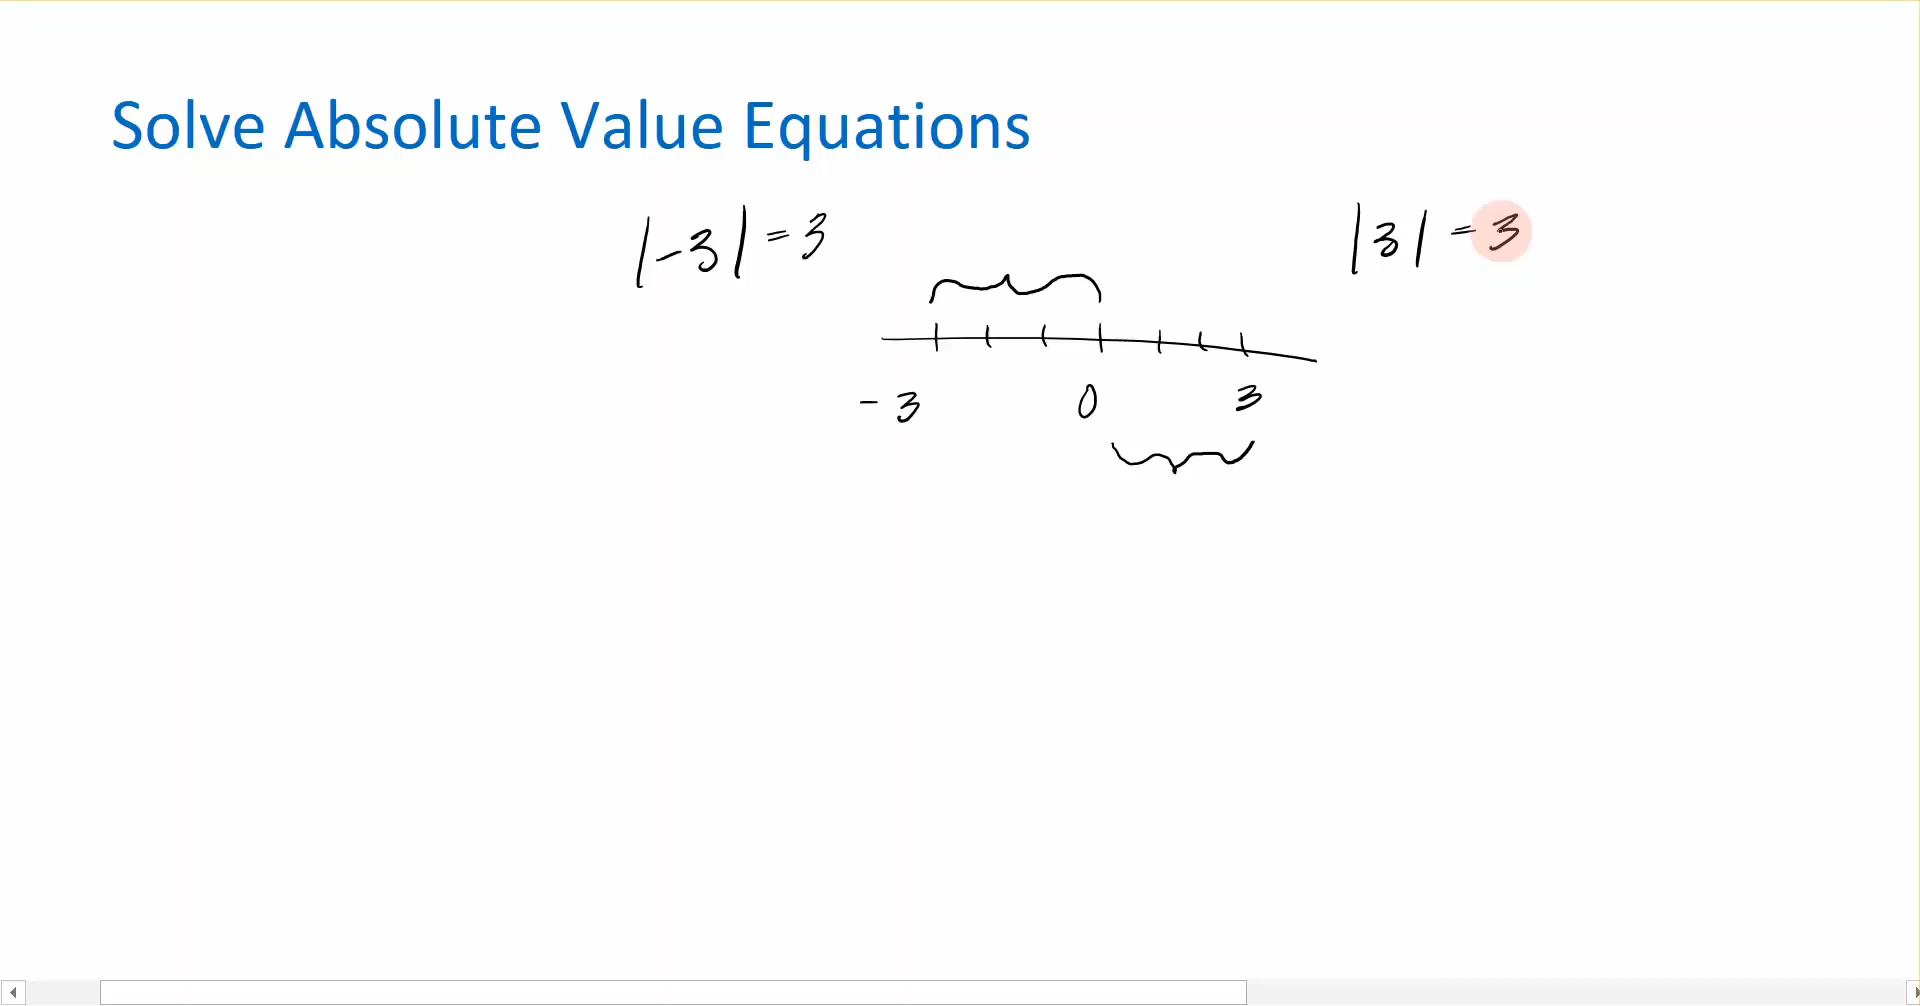 Solve Absolute Value Equations
|-3| = 3 |3| = 3
-3 0 3